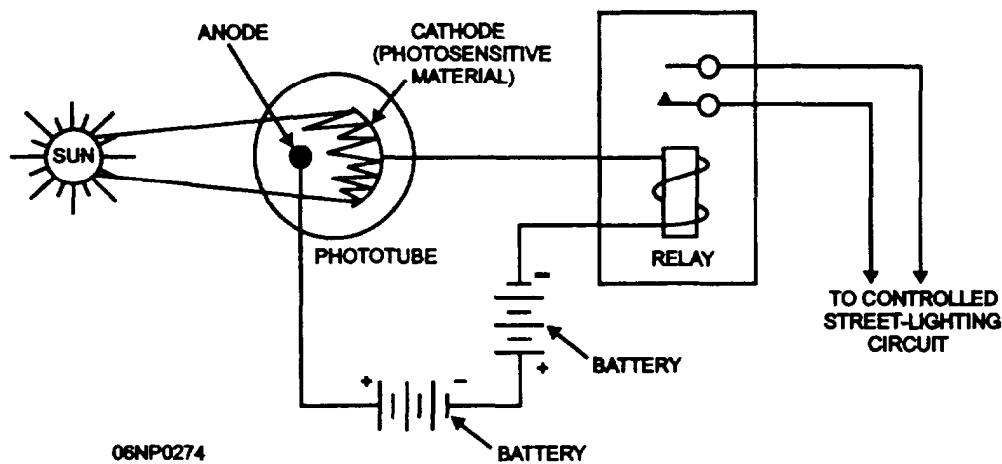 ANODE
CATHODE
(PHOTOSENSITIVE
MATERIAL)
SUN
PHOTOTUBE
RELAY
TO CONTROLLED
STREET-LIGHTING
CIRCUIT
−
+
BATTERY
+ −
BATTERY
06NP0274